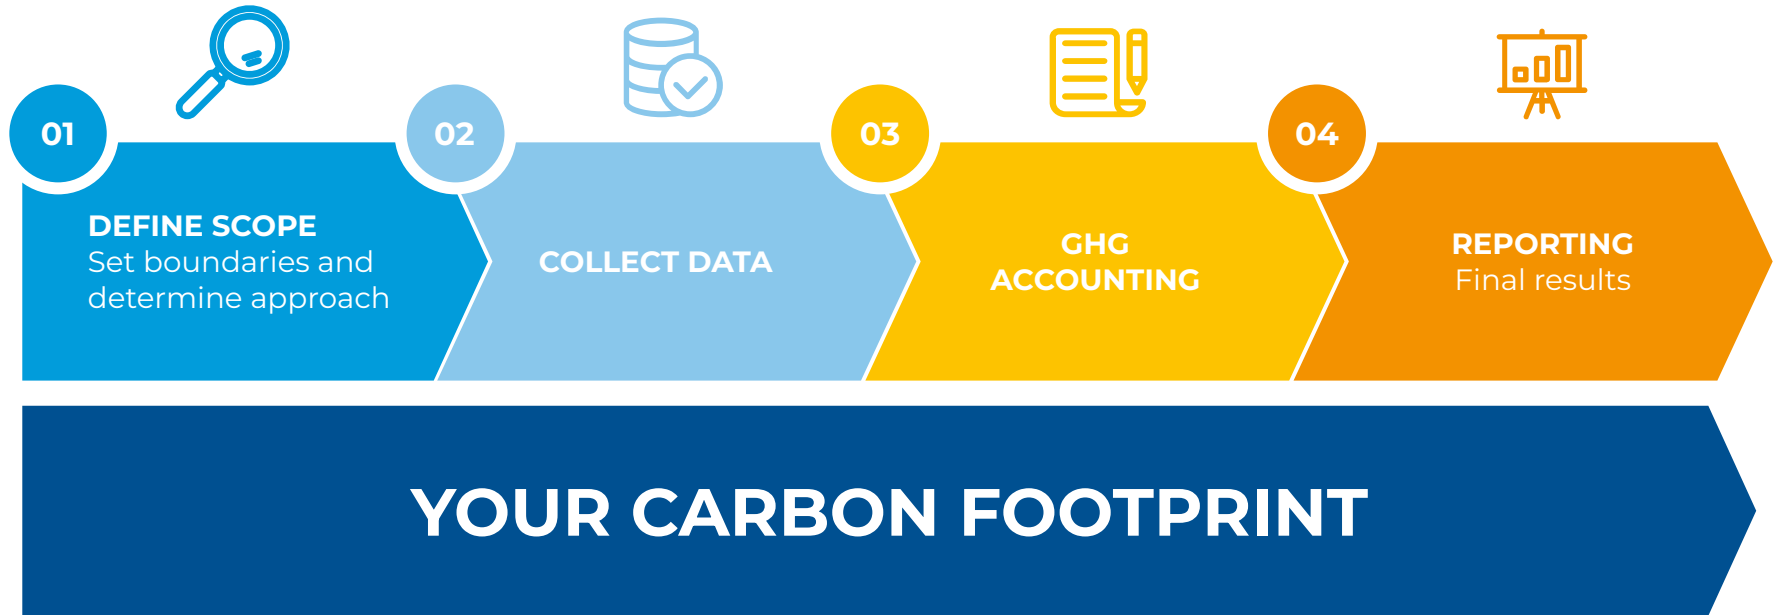 01
DEFINE SCOPE
Set boundaries and
determine approach
02
COLLECT DATA
03
GHG
ACCOUNTING
04
REPORTING
Final results
YOUR CARBON FOOTPRINT